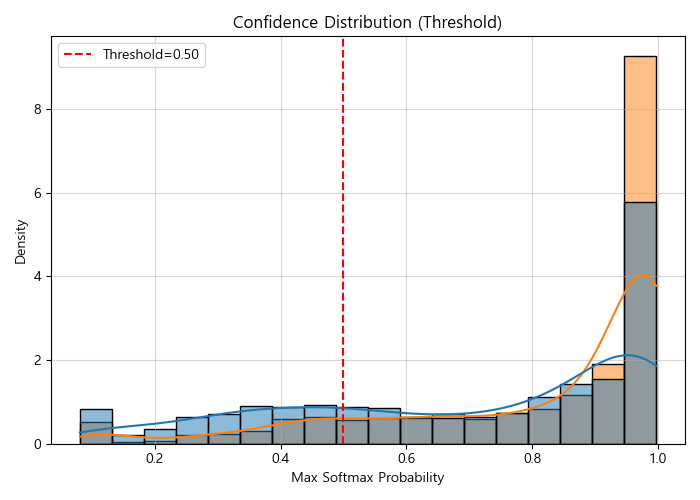 Confidence Distribution (Threshold)
Threshold=0.50
Density
8
6
4
2
0
0.2 0.4 0.6 0.8 1.0
Max Softmax Probability